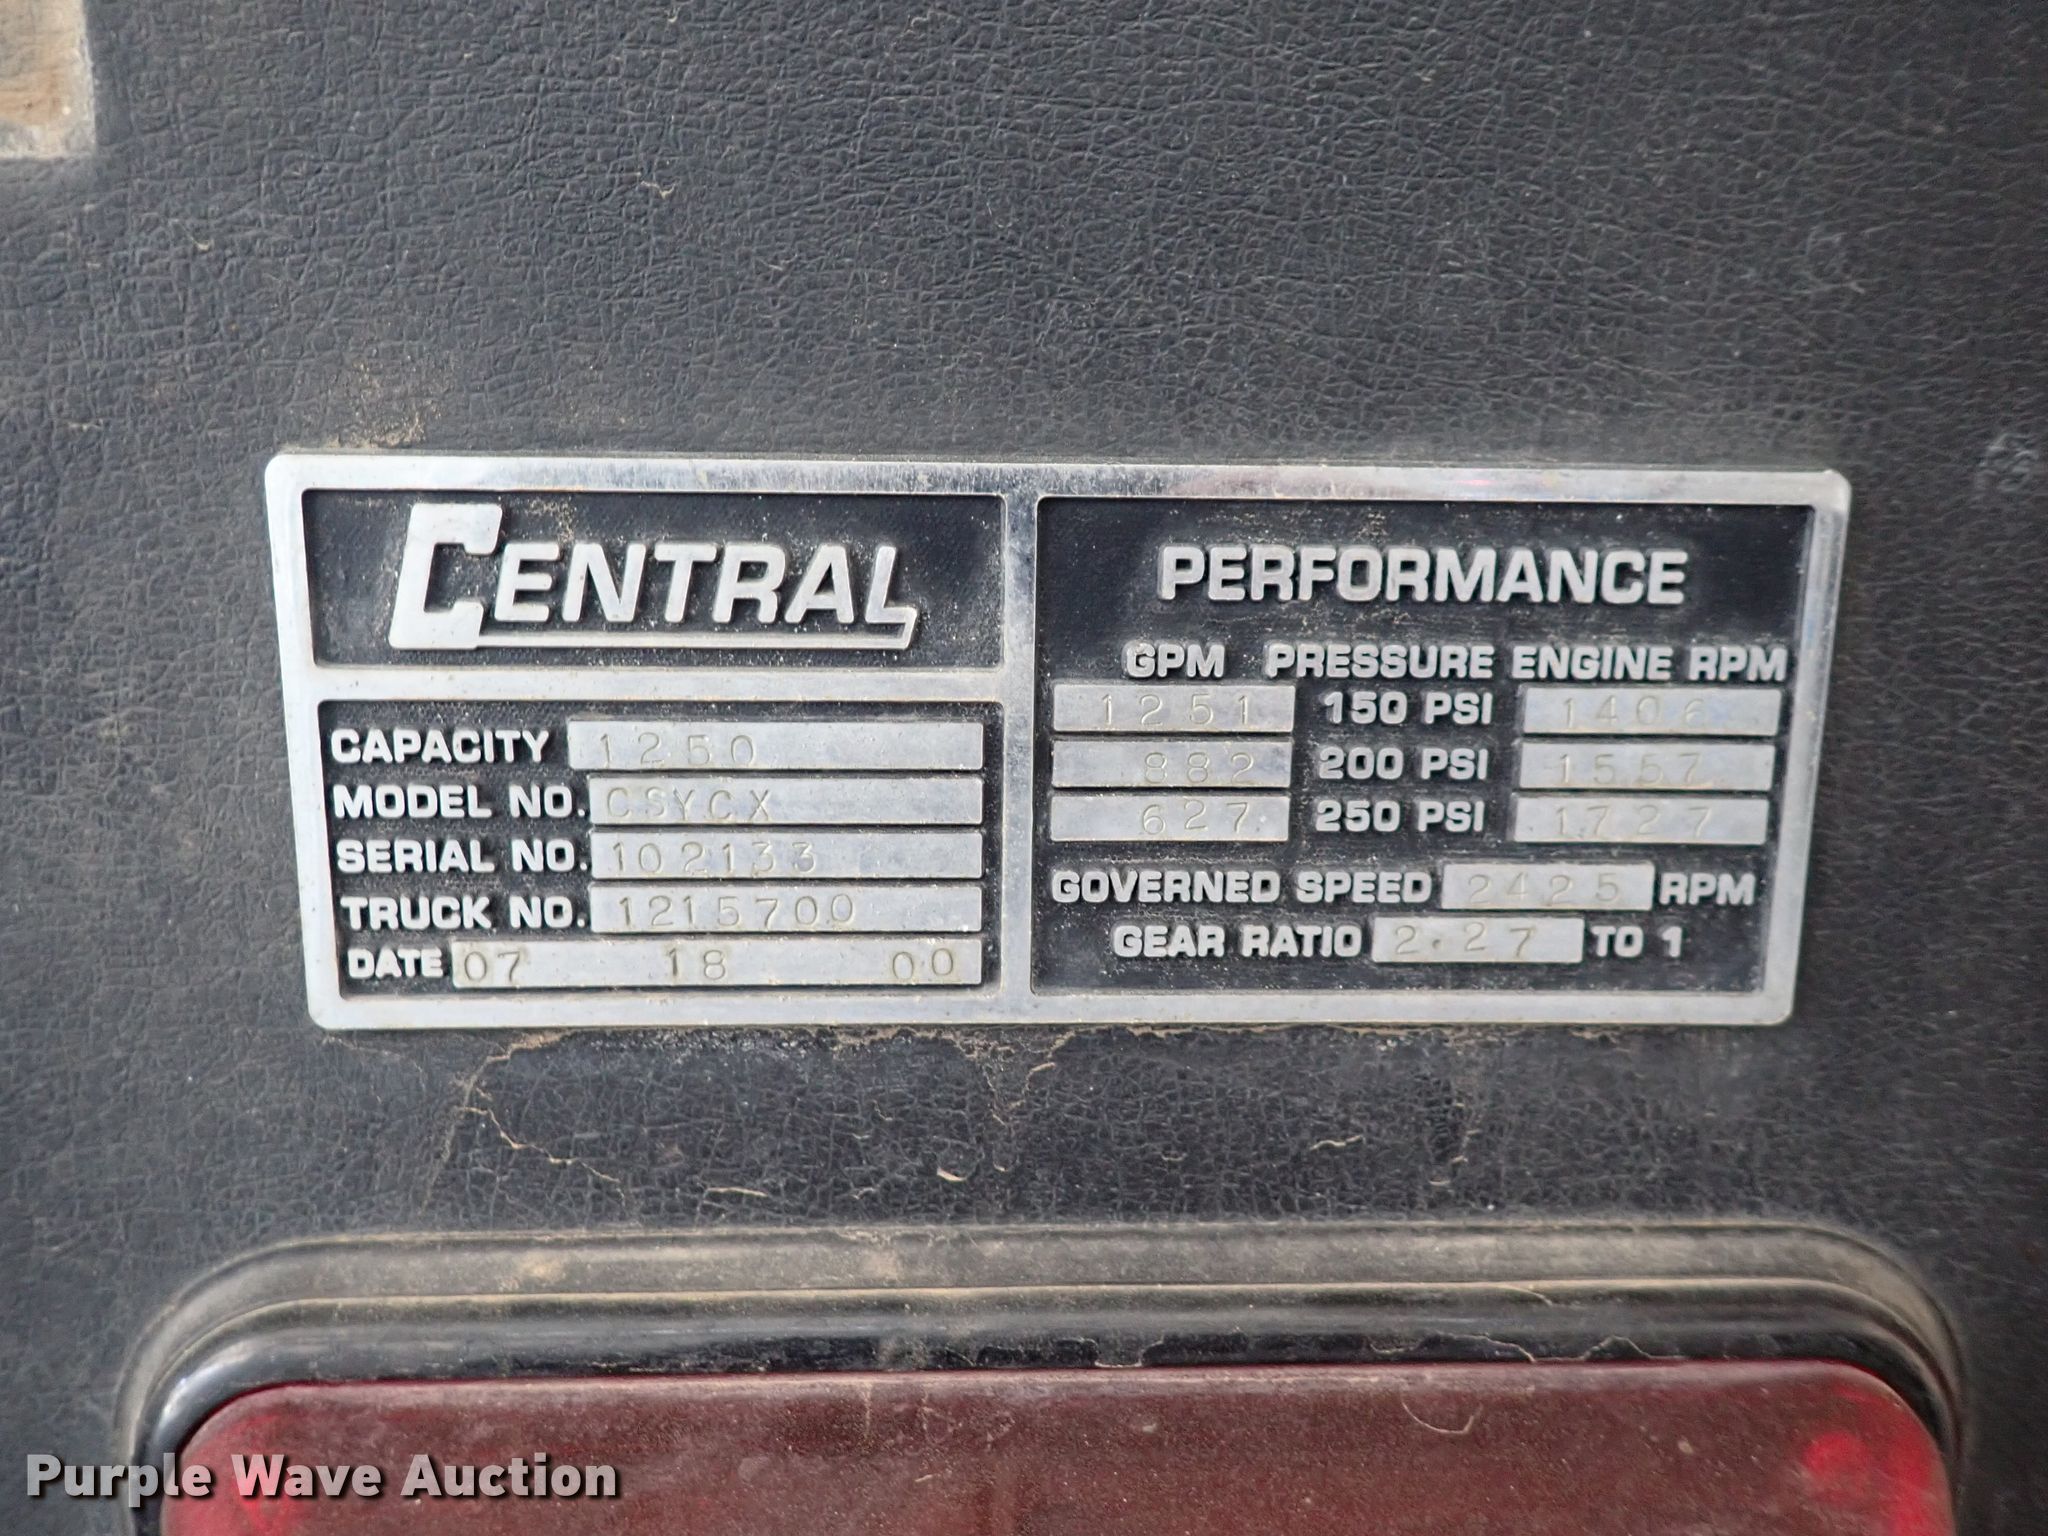 CENTRAL
CAPACITY 1250
MODEL NO. CSYCX
SERIAL NO. 102133
TRUCK NO. 1215700
DATE 07 18 00
PERFORMANCE
GPM PRESSURE ENGINE RPM
1251 150 PSI 1406
882 200 PSI 1557
627 250 PSI 1727
GOVERNED SPEED 2425 RPM
GEAR RATIO 2.27 TO 1
Purple Wave Auction